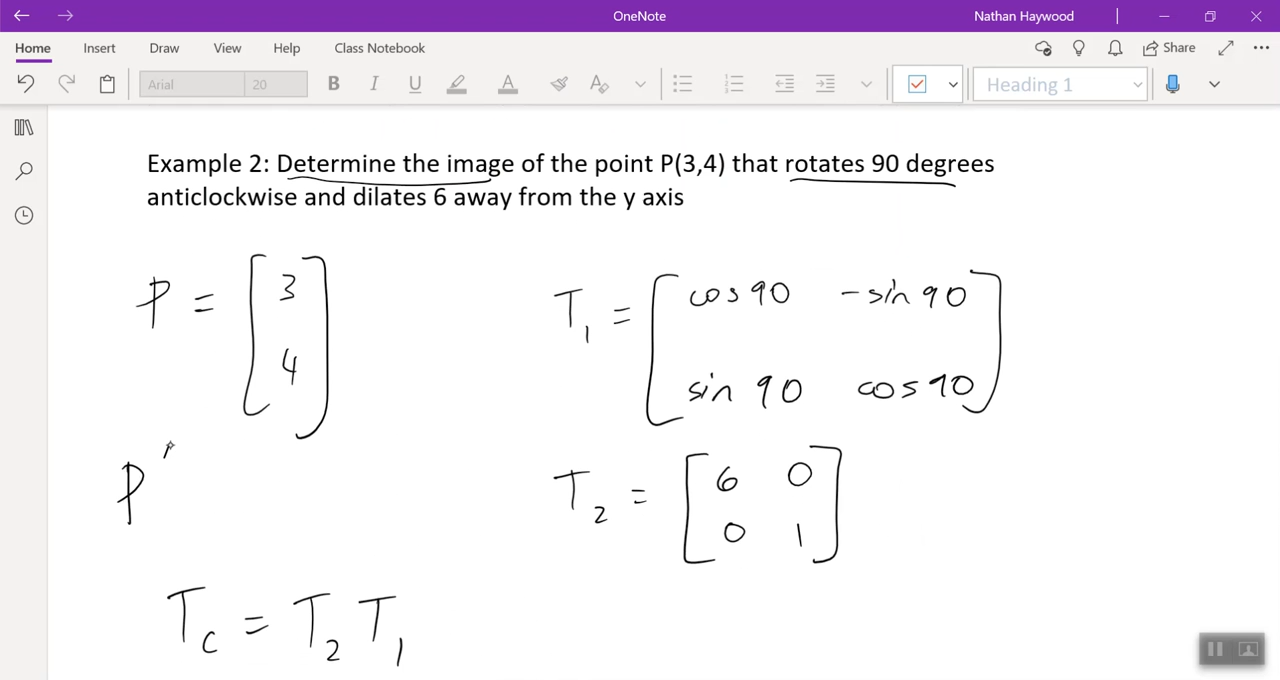 OneNote
Nathan Haywood
Home Insert Draw View Help Class Notebook
Share
Arial 20 B I U A Heading 1
Example 2: Determine the image of the point P(3,4) that rotates 90 degrees
anticlockwise and dilates 6 away from the y axis
P = [3
4]
T₁ = [cos 90 -sin 90
sin 90 cos 90]
P'
T₂ = [6 0
0 1]
T_C = T₂ T₁